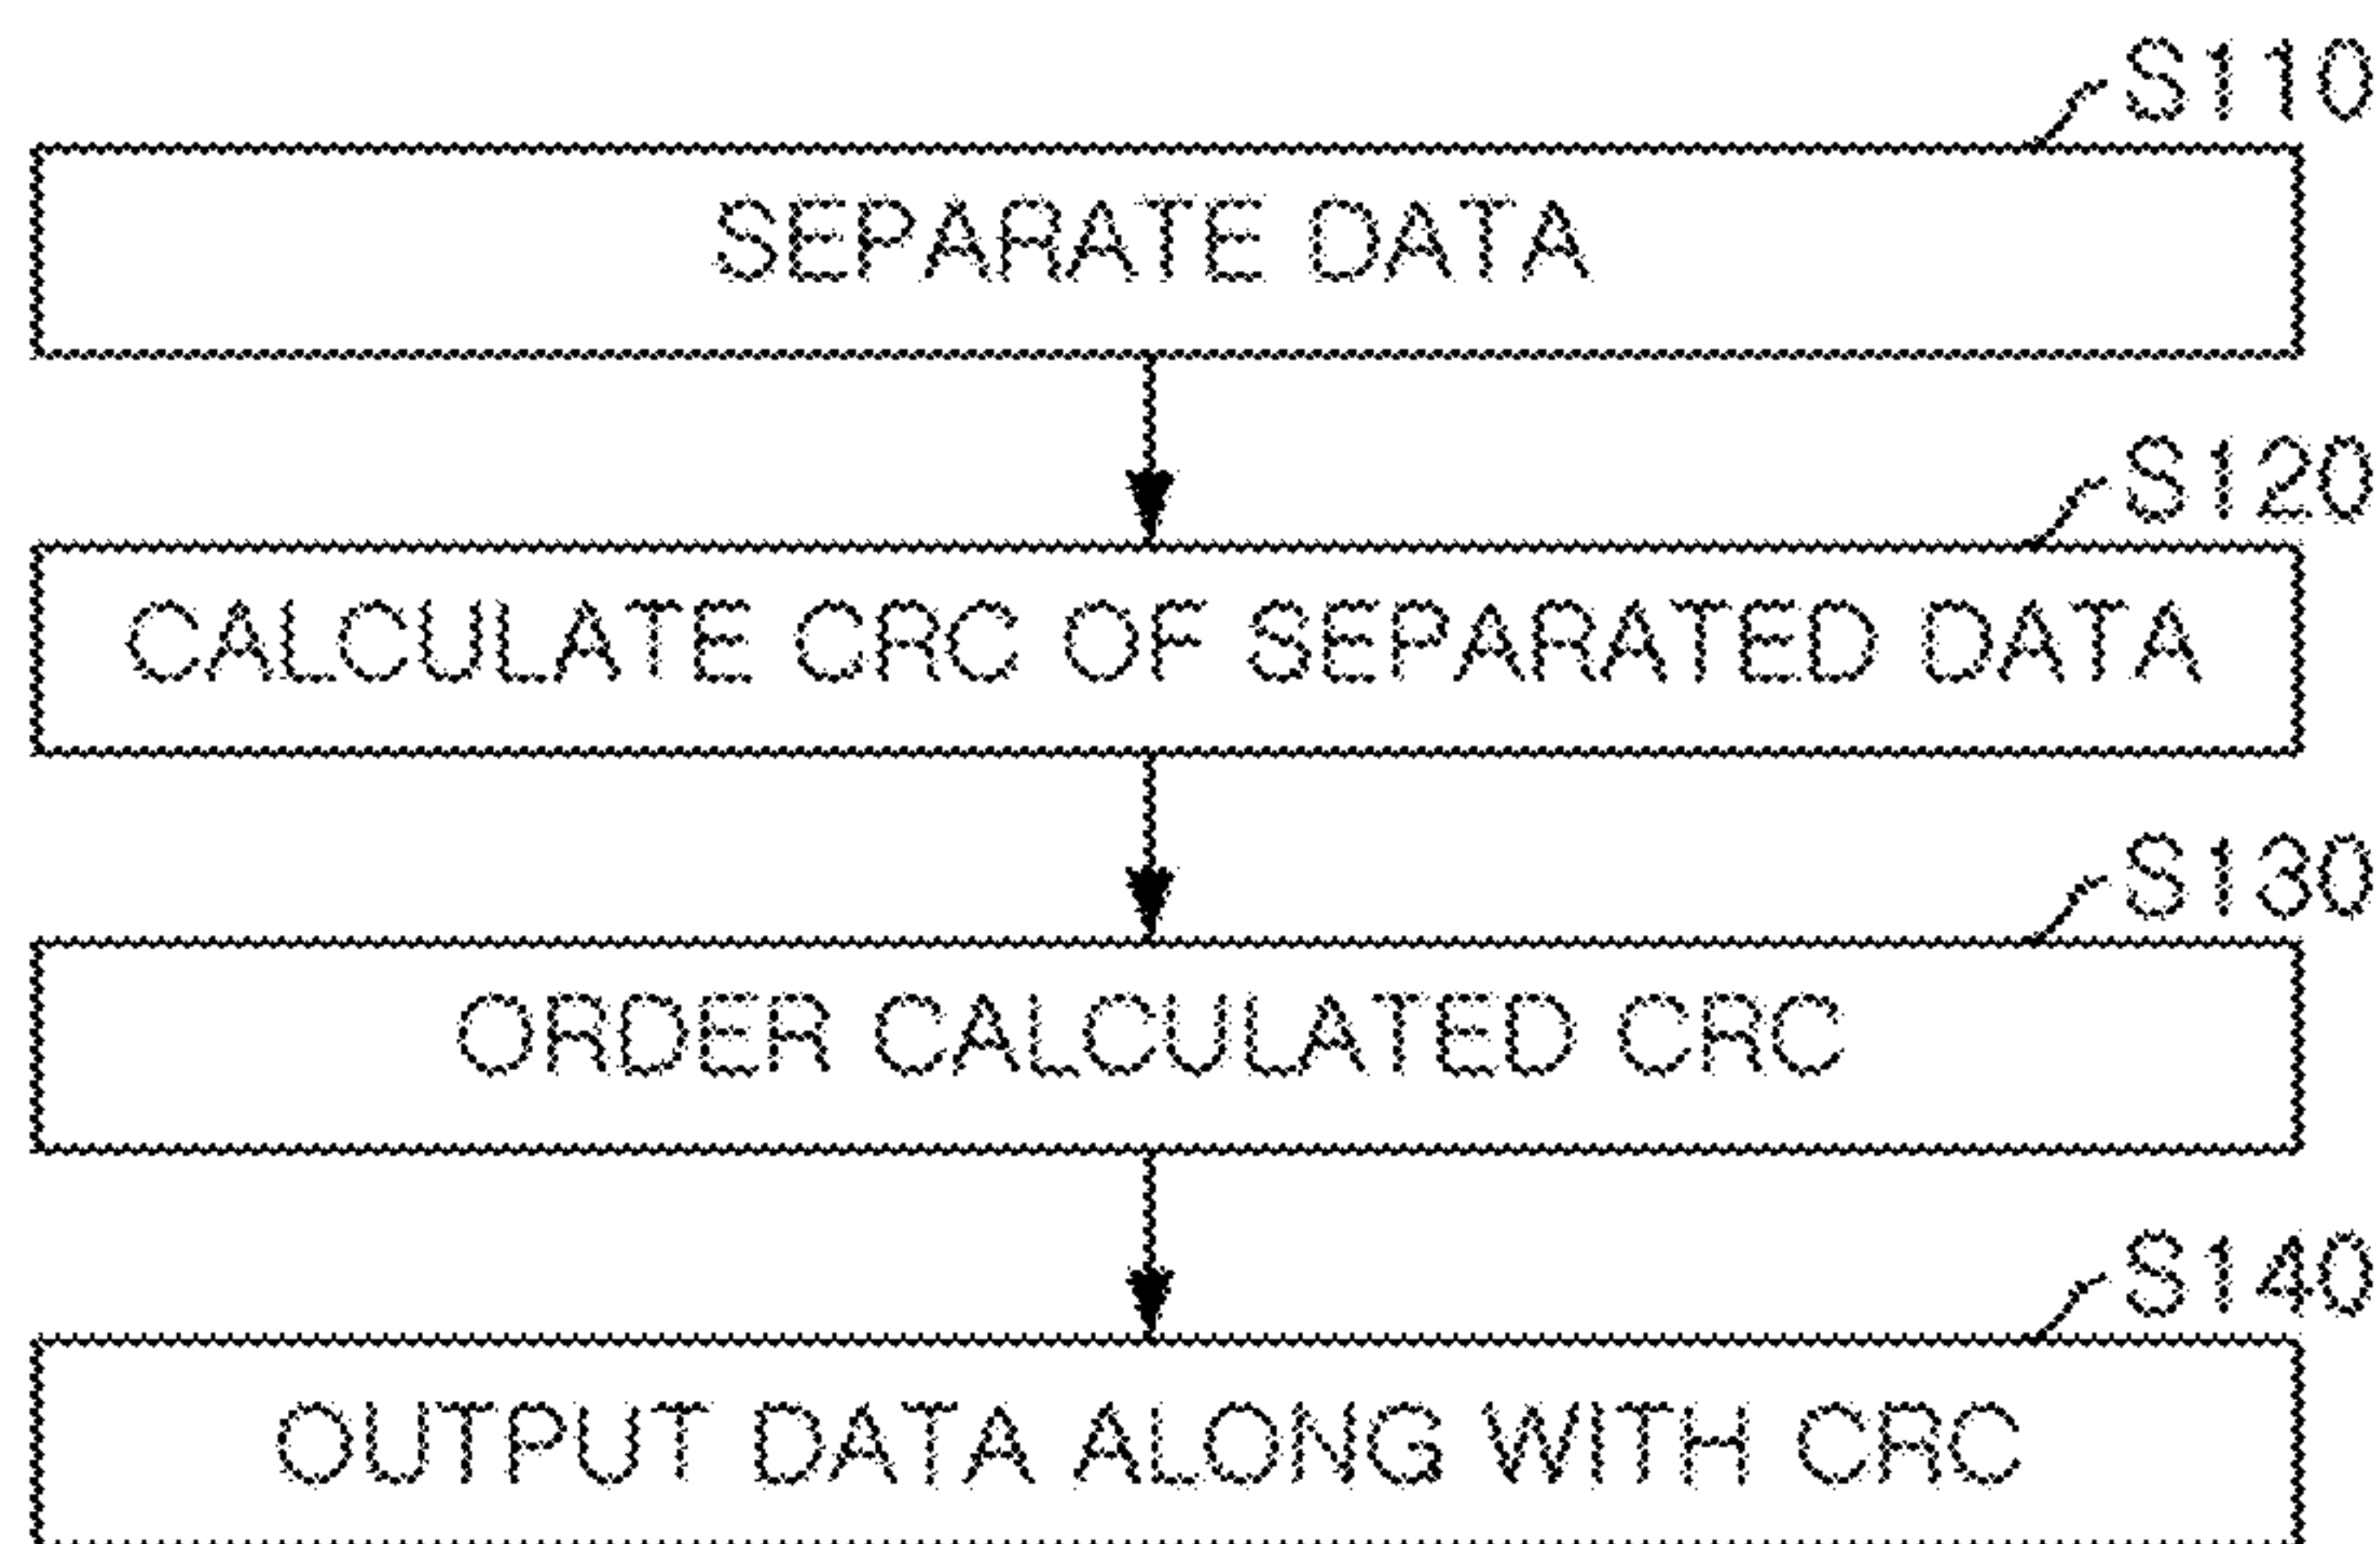 S110
SEPARATE DATA
S120
CALCULATE CRC OF SEPARATED DATA
S130
ORDER CALCULATED CRC
S140
OUTPUT DATA ALONG WITH CRC